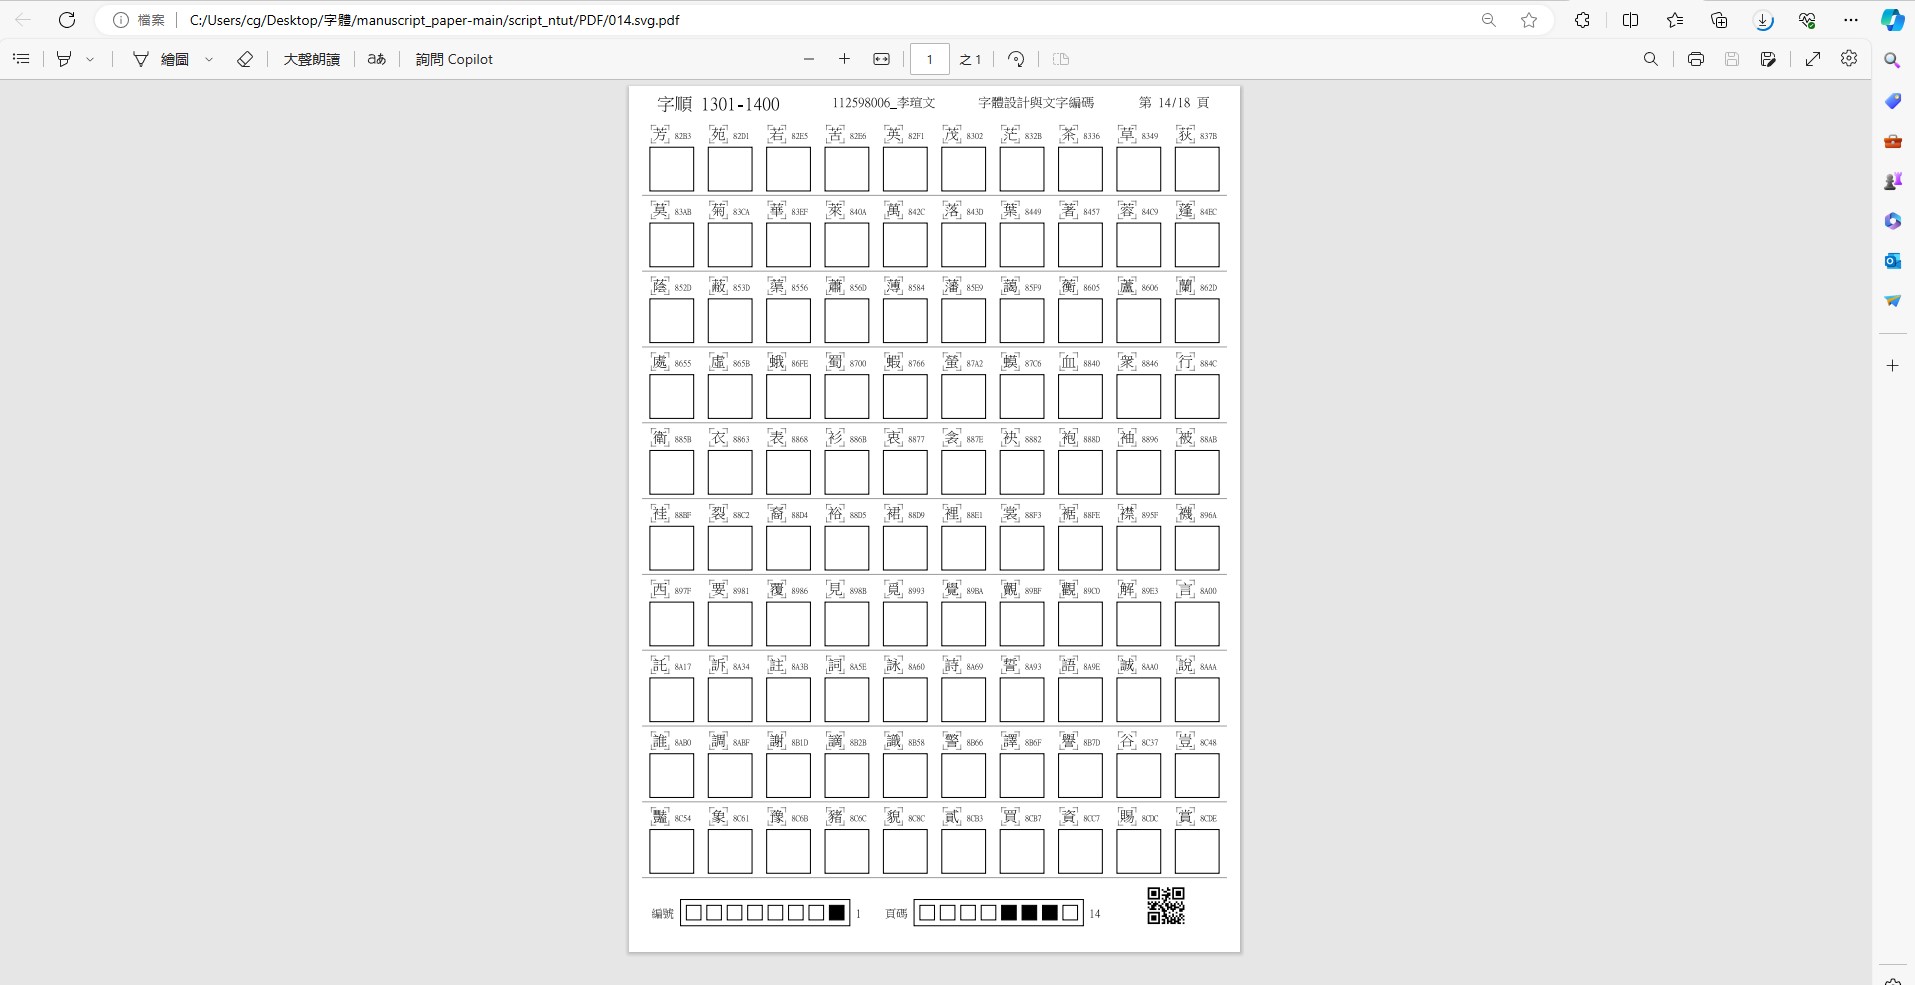 檔案 C:/Users/cg/Desktop/字體/manuscript_paper-main/script_ntut/PDF/014.svg.pdf
繪圖 大聲朗讀 aあ 詢問 Copilot 1 之 1
字順 1301-1400 112598006_李瑄文 字體設計與文字編碼 第 14/18 頁
芳 82B3 苑 82D1 若 82E5 苦 82E6 英 82F1 茂 8302 茫 832B 茶 8336 草 8349 荻 837B
莫 83AB 菊 83CA 華 83EF 萊 840A 萬 842C 落 843D 葉 8449 著 8457 蓉 84C9 蓬 84EC
蔭 852D 蔽 853D 蕖 8556 蕭 856D 薄 8584 藩 85E9 藹 85F9 蘅 8605 蘆 8606 蘭 862D
處 8655 虛 865B 蛾 86FE 蜀 8700 蝦 8766 螢 87A2 蟆 87C6 血 8840 衆 8846 行 884C
衛 885B 衣 8863 表 8868 衫 886B 衷 8877 衾 887E 袂 8882 袍 888D 袖 8896 被 88AB
袿 88BF 裂 88C2 裔 88D4 裕 88D5 裙 88D9 裡 88E1 裳 88F3 裾 88FE 襟 895F 襪 896A
西 897F 要 8981 覆 8986 見 898B 覓 8993 覺 89BA 覿 89BF 觀 89C0 解 89E3 言 8A00
託 8A17 訴 8A34 註 8A3B 詞 8A5E 詠 8A60 詩 8A69 誓 8A93 語 8A9E 誠 8AA0 說 8AAA
誰 8AB0 調 8ABF 謝 8B1D 謫 8B2B 識 8B58 警 8B66 譯 8B6F 譽 8B7D 谷 8C37 豈 8C48
豔 8C54 象 8C61 豫 8C6B 豬 8C6C 貌 8C8C 貳 8CB3 買 8CB7 資 8CC7 賜 8CDC 賞 8CDE
編號 1 頁碼 14